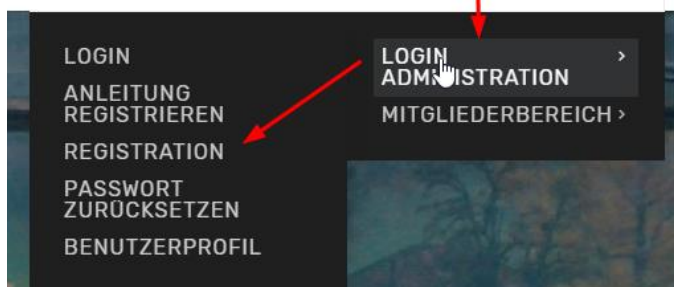 LOGIN
ANLEITUNG
REGISTRIEREN
REGISTRATION
PASSWORT
ZURÜCKSETZEN
BENUTZERPROFIL
LOGIN
ADMINISTRATION
MITGLIEDERBEREICH